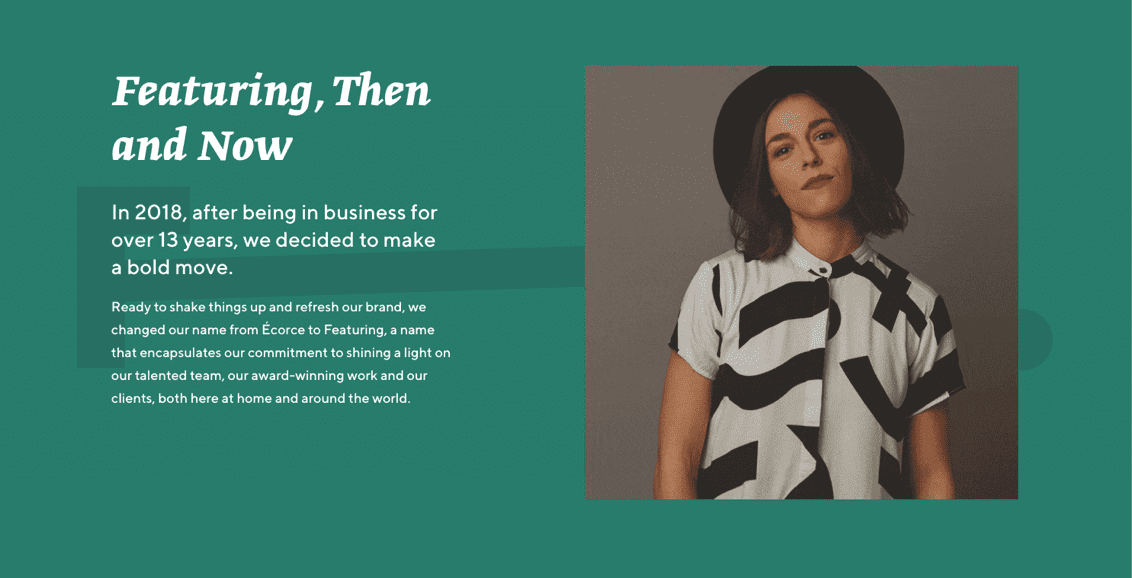 Featuring, Then
and Now
In 2018, after being in business for
over 13 years, we decided to make
a bold move.
Ready to shake things up and refresh our brand, we
changed our name from Écorce to Featuring, a name
that encapsulates our commitment to shining a light on
our talented team, our award-winning work and our
clients, both here at home and around the world.